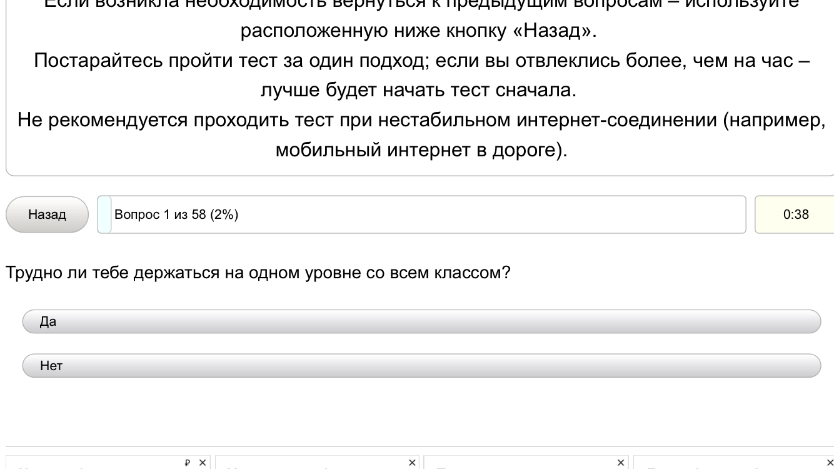 Если возникла необходимость вернуться к предыдущим вопросам – используйте
расположенную ниже кнопку «Назад».
Постарайтесь пройти тест за один подход; если вы отвлеклись более, чем на час –
лучше будет начать тест сначала.
Не рекомендуется проходить тест при нестабильном интернет-соединении (например,
мобильный интернет в дороге).
Назад
Вопрос 1 из 58 (2%)
0:38
Трудно ли тебе держаться на одном уровне со всем классом?
Да
Нет
₽